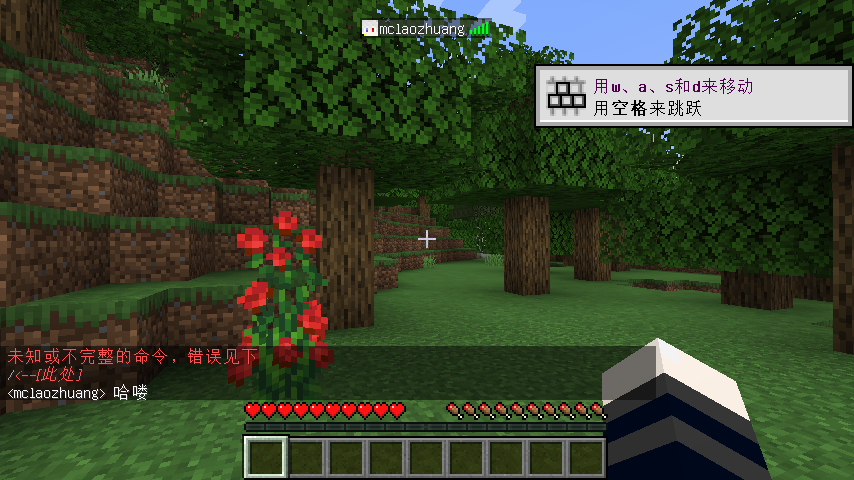 mclaozhuang
用w、a、s和d来移动
用空格来跳跃
未知或不完整的命令，错误见下
/<--[此处]
<mclaozhuang> 哈喽